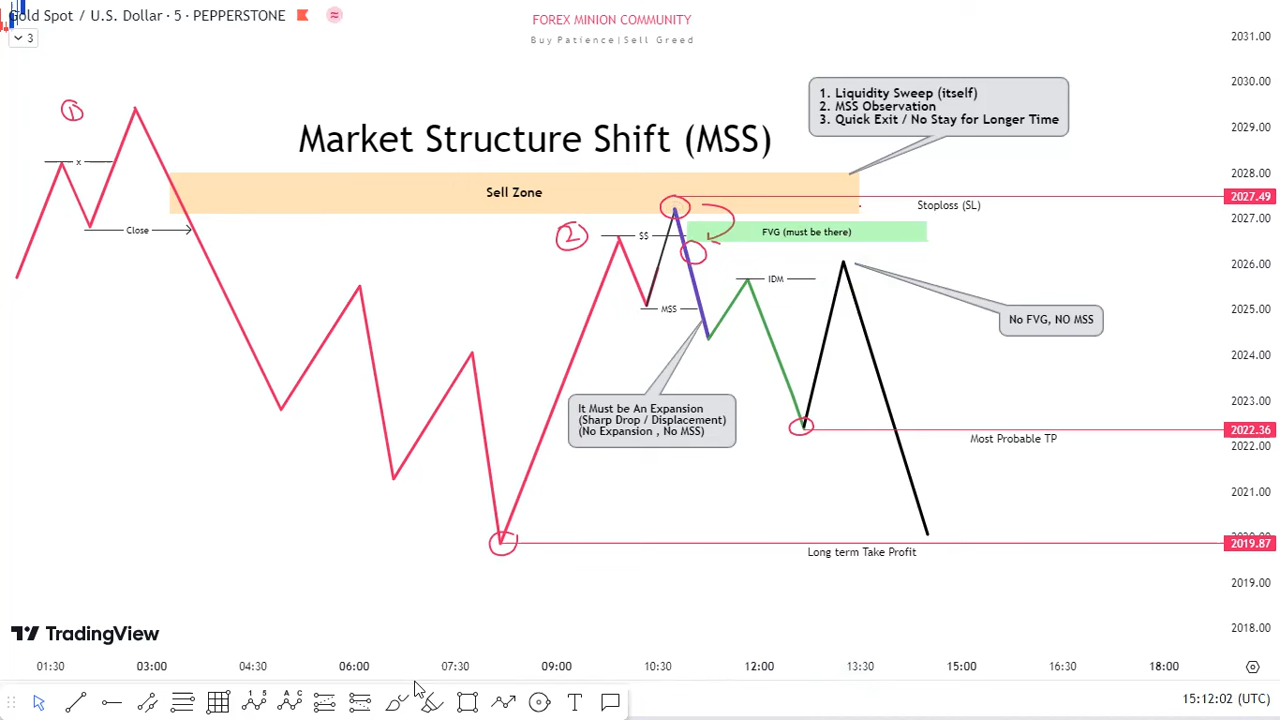 Gold Spot / U.S. Dollar · 5 · PEPPERSTONE
3
FOREX MINION COMMUNITY
Buy Patience|Sell Greed
1
Market Structure Shift (MSS)
1. Liquidity Sweep (itself)
2. MSS Observation
3. Quick Exit / No Stay for Longer Time
x
Close
Sell Zone
Stoploss (SL)
2
SS
FVG (must be there)
IDM
MSS
No FVG, NO MSS
It Must be An Expansion
(Sharp Drop / Displacement)
(No Expansion , No MSS)
Most Probable TP
Long term Take Profit
2031.00
2030.00
2029.00
2028.00
2027.49
2027.00
2026.00
2025.00
2024.00
2023.00
2022.36
2022.00
2021.00
2019.87
2019.00
2018.00
TradingView
01:30 03:00 04:30 06:00 07:30 09:00 10:30 12:00 13:30 15:00 16:30 18:00
15:12:02 (UTC)